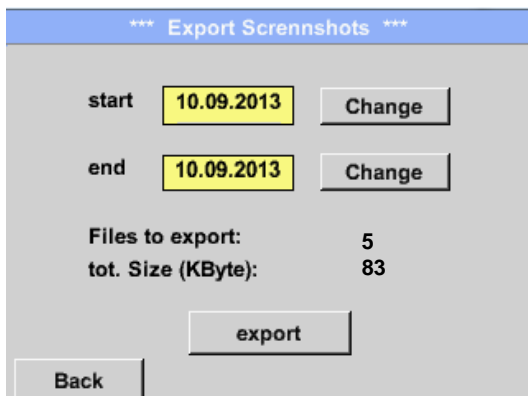 *** Export Scrennshots ***
start 10.09.2013 Change
end 10.09.2013 Change
Files to export: 5
tot. Size (KByte): 83
export
Back